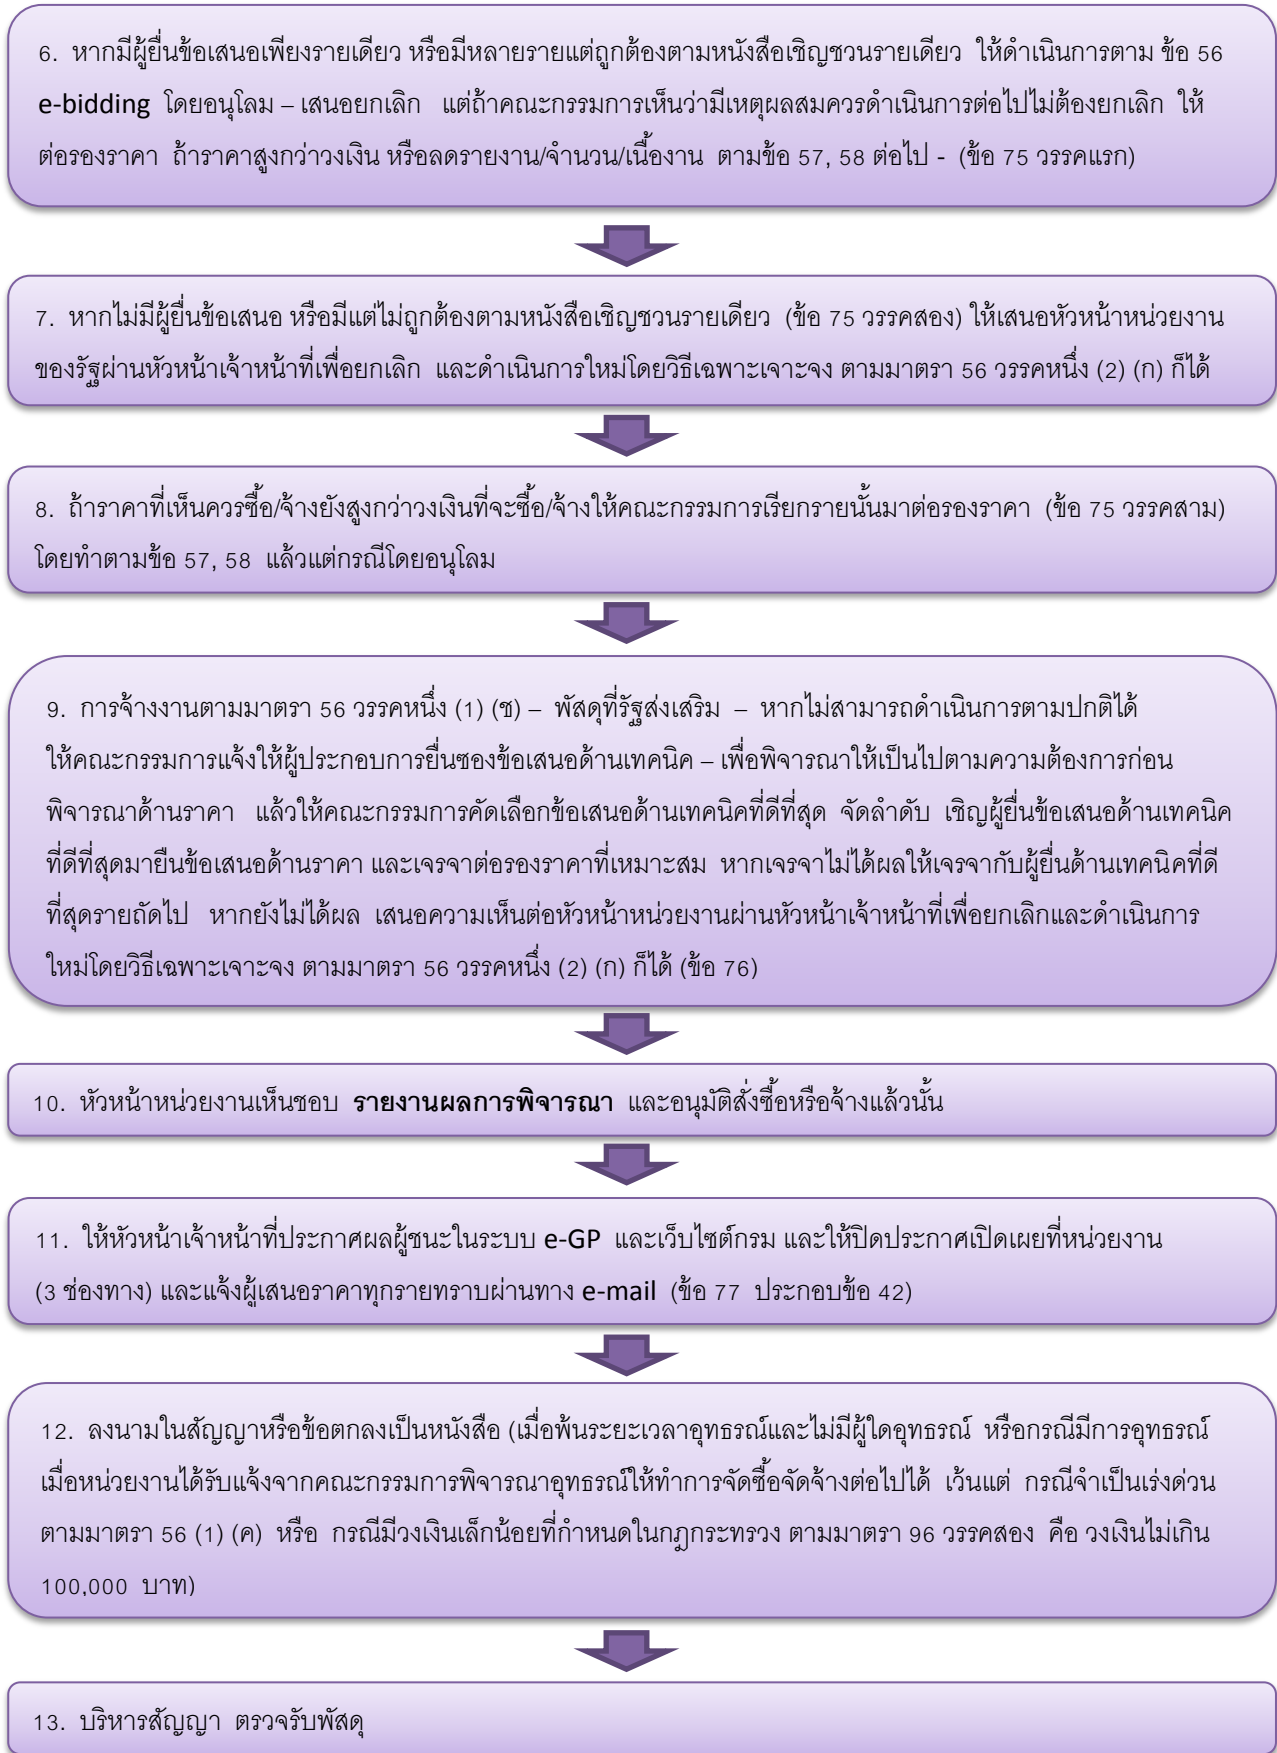 6. หากมีผู้ยื่นข้อเสนอเพียงรายเดียว หรือมีหลายรายแต่ถูกต้องตามหนังสือเชิญชวนรายเดียว ให้ดำเนินการตาม ข้อ 56
e-bidding โดยอนุโลม – เสนอยกเลิก แต่ถ้าคณะกรรมการเห็นว่ามีเหตุผลสมควรดำเนินการต่อไปไม่ต้องยกเลิก ให้
ต่อรองราคา ถ้าราคาสูงกว่าวงเงิน หรือลดรายงาน/จำนวน/เนื้องาน ตามข้อ 57, 58 ต่อไป - (ข้อ 75 วรรคแรก)
7. หากไม่มีผู้ยื่นข้อเสนอ หรือมีแต่ไม่ถูกต้องตามหนังสือเชิญชวนรายเดียว (ข้อ 75 วรรคสอง) ให้เสนอหัวหน้าหน่วยงาน
ของรัฐผ่านหัวหน้าเจ้าหน้าที่เพื่อยกเลิก และดำเนินการใหม่โดยวิธีเฉพาะเจาะจง ตามมาตรา 56 วรรคหนึ่ง (2) (ก) ก็ได้
8. ถ้าราคาที่เห็นควรซื้อ/จ้างยังสูงกว่าวงเงินที่จะซื้อ/จ้างให้คณะกรรมการเรียกรายนั้นมาต่อรองราคา (ข้อ 75 วรรคสาม)
โดยทำตามข้อ 57, 58 แล้วแต่กรณีโดยอนุโลม
9. การจ้างงานตามมาตรา 56 วรรคหนึ่ง (1) (ช) – พัสดุที่รัฐส่งเสริม – หากไม่สามารถดำเนินการตามปกติได้
ให้คณะกรรมการแจ้งให้ผู้ประกอบการยื่นซองข้อเสนอด้านเทคนิค – เพื่อพิจารณาให้เป็นไปตามความต้องการก่อน
พิจารณาด้านราคา แล้วให้คณะกรรมการคัดเลือกข้อเสนอด้านเทคนิคที่ดีที่สุด จัดลำดับ เชิญผู้ยื่นข้อเสนอด้านเทคนิค
ที่ดีที่สุดมายืนข้อเสนอด้านราคา และเจรจาต่อรองราคาที่เหมาะสม หากเจรจาไม่ได้ผลให้เจรจากับผู้ยื่นด้านเทคนิคที่ดี
ที่สุดรายถัดไป หากยังไม่ได้ผล เสนอความเห็นต่อหัวหน้าหน่วยงานผ่านหัวหน้าเจ้าหน้าที่เพื่อยกเลิกและดำเนินการ
ใหม่โดยวิธีเฉพาะเจาะจง ตามมาตรา 56 วรรคหนึ่ง (2) (ก) ก็ได้ (ข้อ 76)
10. หัวหน้าหน่วยงานเห็นชอบ รายงานผลการพิจารณา และอนุมัติสั่งซื้อหรือจ้างแล้วนั้น
11. ให้หัวหน้าเจ้าหน้าที่ประกาศผลผู้ชนะในระบบ e-GP และเว็บไซต์กรม และให้ปิดประกาศเปิดเผยที่หน่วยงาน
(3 ช่องทาง) และแจ้งผู้เสนอราคาทุกรายทราบผ่านทาง e-mail (ข้อ 77 ประกอบข้อ 42)
12. ลงนามในสัญญาหรือข้อตกลงเป็นหนังสือ (เมื่อพ้นระยะเวลาอุทธรณ์และไม่มีผู้ใดอุทธรณ์ หรือกรณีมีการอุทธรณ์
เมื่อหน่วยงานได้รับแจ้งจากคณะกรรมการพิจารณาอุทธรณ์ให้ทำการจัดซื้อจัดจ้างต่อไปได้ เว้นแต่ กรณีจำเป็นเร่งด่วน
ตามมาตรา 56 (1) (ค) หรือ กรณีมีวงเงินเล็กน้อยที่กำหนดในกฎกระทรวง ตามมาตรา 96 วรรคสอง คือ วงเงินไม่เกิน
100,000 บาท)
13. บริหารสัญญา ตรวจรับพัสดุ